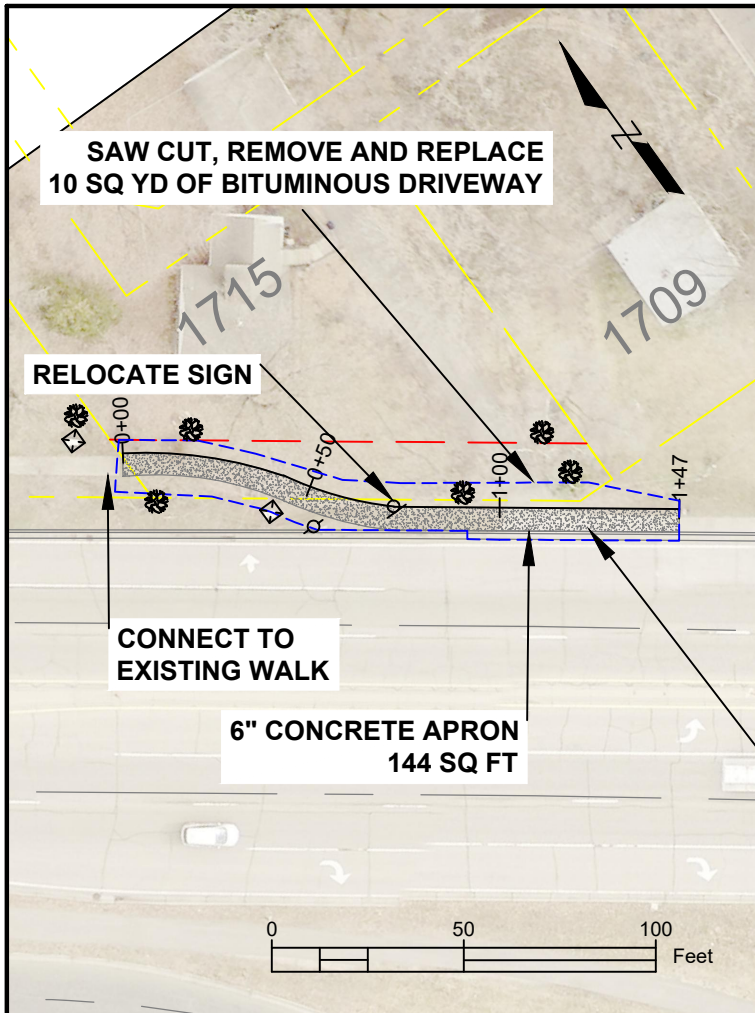 SAW CUT, REMOVE AND REPLACE
10 SQ YD OF BITUMINOUS DRIVEWAY
N
1715
1709
RELOCATE SIGN
0+00
0+50
1+00
1+47
CONNECT TO
EXISTING WALK
6" CONCRETE APRON
144 SQ FT
0 50 100
Feet